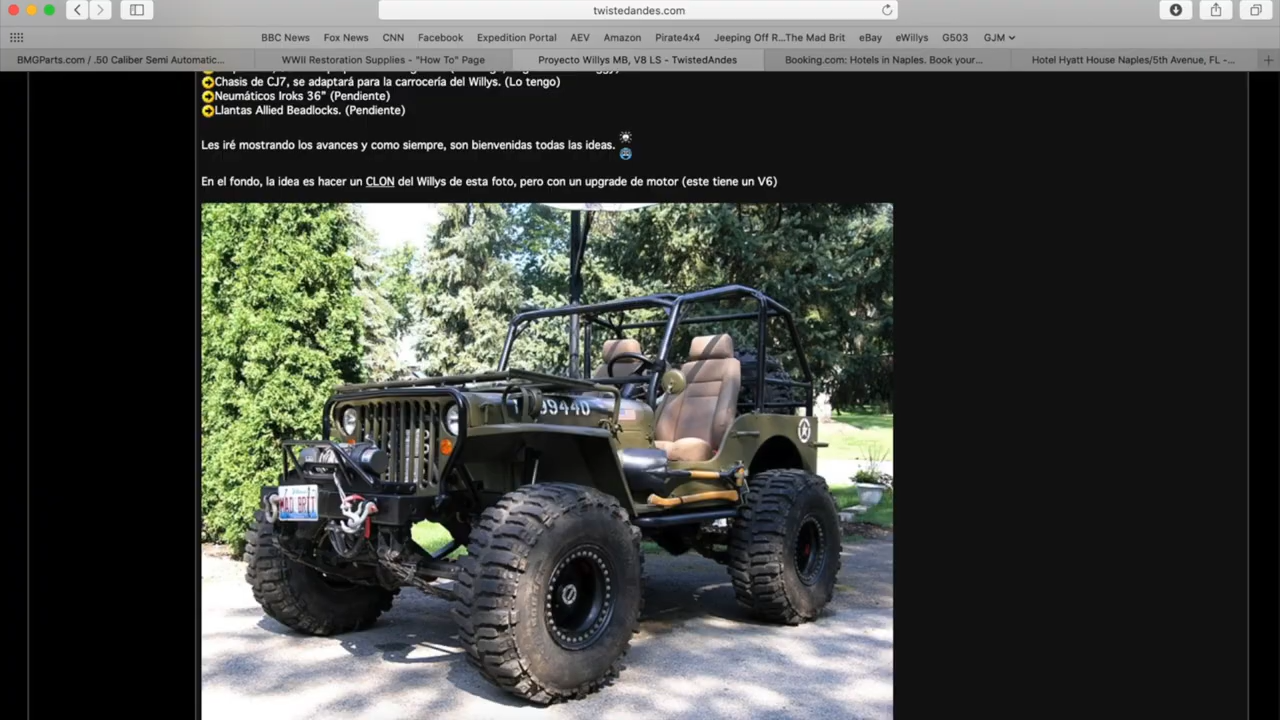 twistedandes.com
BBC News Fox News CNN Facebook Expedition Portal AEV Amazon Pirate4x4 Jeeping Off R...The Mad Brit eBay eWillys G503 GJM
BMGParts.com / .50 Caliber Semi Automatic... WWII Restoration Supplies - "How To" Page Proyecto Willys MB, V8 LS - TwistedAndes Booking.com: Hotels in Naples. Book your... Hotel Hyatt House Naples/5th Avenue, FL -...
Chasis de CJ7, se adaptará para la carrocería del Willys. (Lo tengo)
Neumáticos Iroks 36" (Pendiente)
Llantas Allied Beadlocks. (Pendiente)
Les iré mostrando los avances y como siempre, son bienvenidas todas las ideas.
En el fondo, la idea es hacer un CLON del Willys de esta foto, pero con un upgrade de motor (este tiene un V6)
09440
MAD BRIT